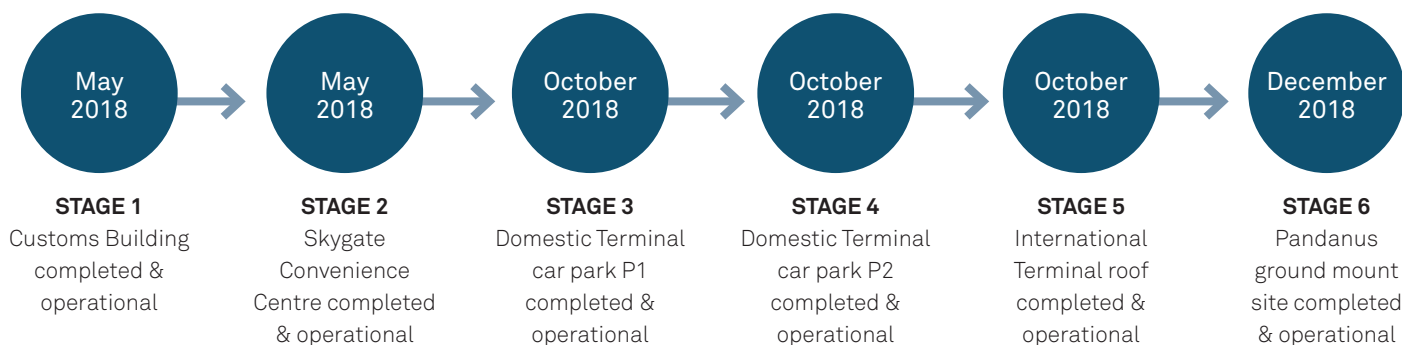 May
2018
May
2018
October
2018
October
2018
October
2018
December
2018
STAGE 1
Customs Building
completed &
operational
STAGE 2
Skygate
Convenience
Centre completed
& operational
STAGE 3
Domestic Terminal
car park P1
completed &
operational
STAGE 4
Domestic Terminal
car park P2
completed &
operational
STAGE 5
International
Terminal roof
completed &
operational
STAGE 6
Pandanus
ground mount
site completed
& operational